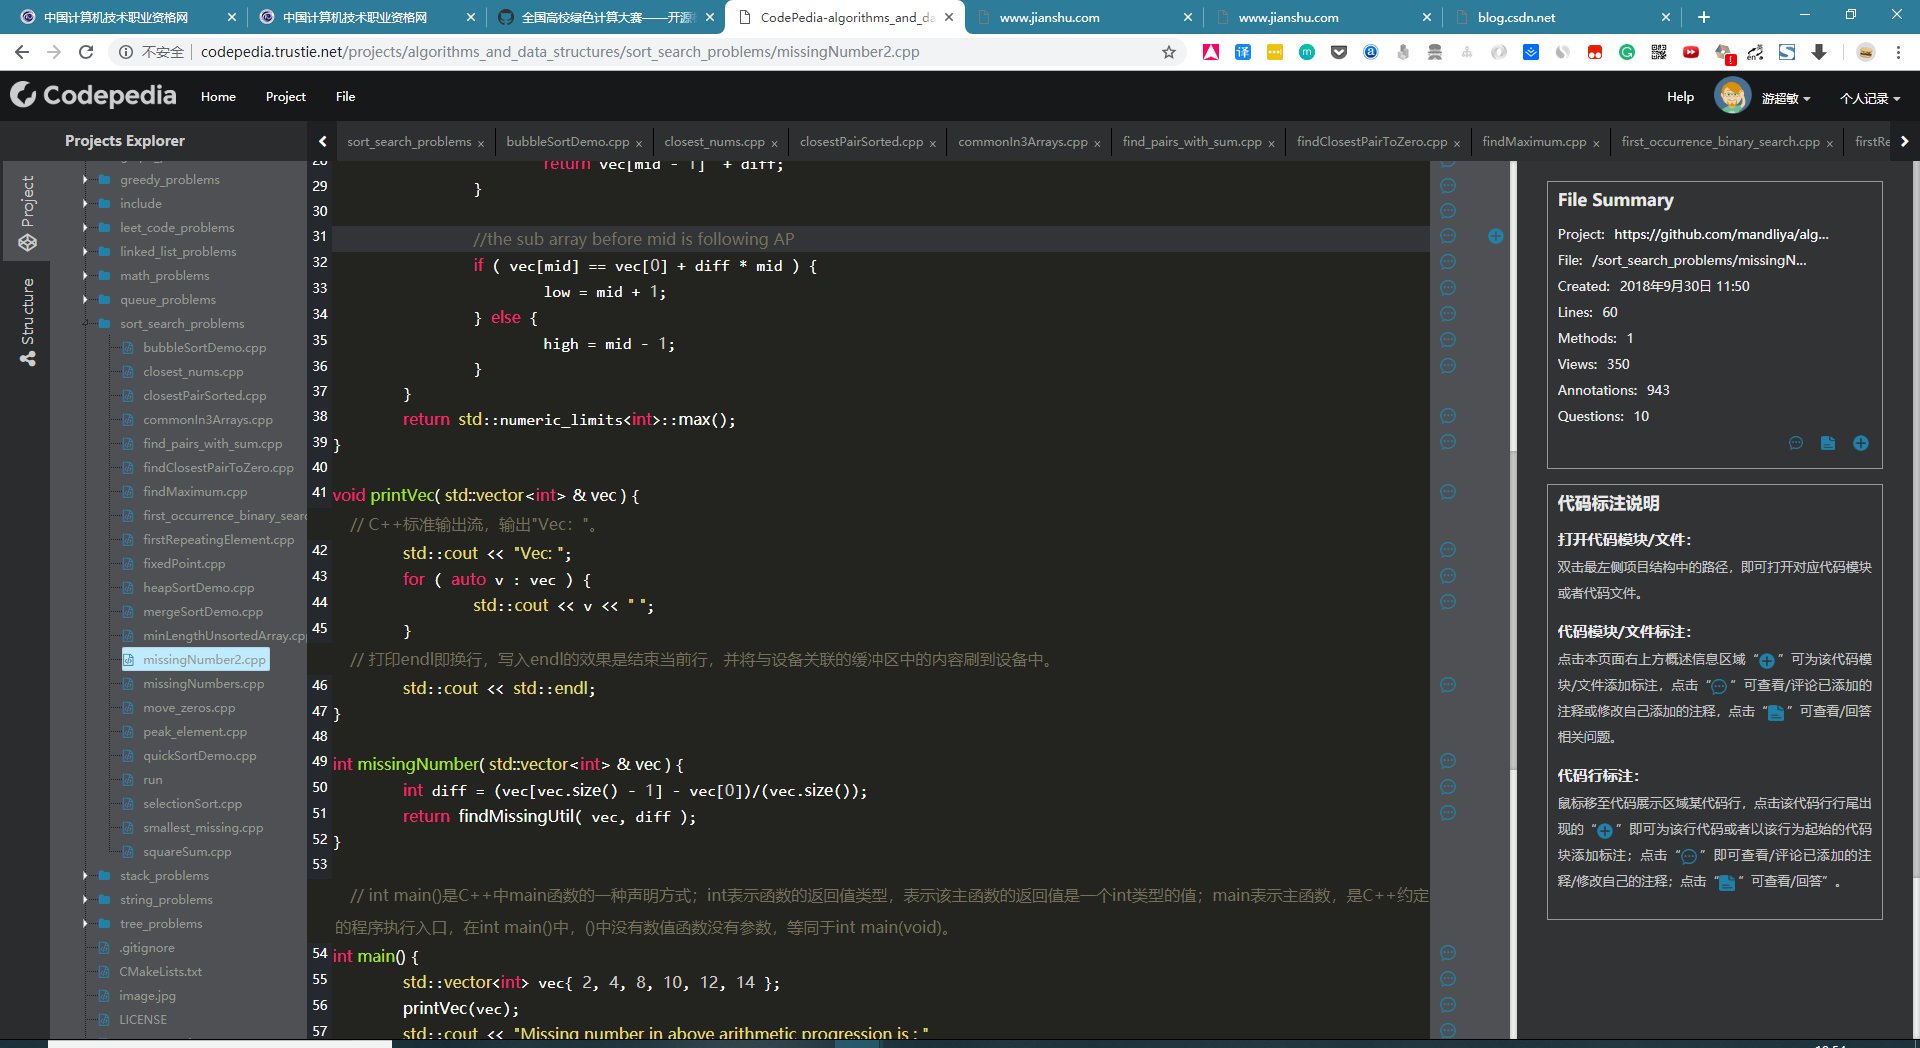 中国计算机技术职业资格网
中国计算机技术职业资格网
全国高校绿色计算大赛——开源
CodePedia-algorithms_and_da
www.jianshu.com
www.jianshu.com
blog.csdn.net
不安全
codepedia.trustie.net/projects/algorithms_and_data_structures/sort_search_problems/missingNumber2.cpp
Codepedia
Home
Project
File
Help
游超敏
个人记录
Projects Explorer
sort_search_problems ×
bubbleSortDemo.cpp ×
closest_nums.cpp ×
closestPairSorted.cpp ×
commonIn3Arrays.cpp ×
find_pairs_with_sum.cpp ×
findClosestPairToZero.cpp ×
findMaximum.cpp ×
first_occurrence_binary_search.cpp ×
firstRe
Project
Structure
greedy_problems
include
leet_code_problems
linked_list_problems
math_problems
queue_problems
sort_search_problems
bubbleSortDemo.cpp
closest_nums.cpp
closestPairSorted.cpp
commonIn3Arrays.cpp
find_pairs_with_sum.cpp
findClosestPairToZero.cpp
findMaximum.cpp
first_occurrence_binary_searc
firstRepeatingElement.cpp
fixedPoint.cpp
heapSortDemo.cpp
mergeSortDemo.cpp
minLengthUnsortedArray.cpp
missingNumber2.cpp
missingNumbers.cpp
move_zeros.cpp
peak_element.cpp
quickSortDemo.cpp
run
selectionSort.cpp
smallest_missing.cpp
squareSum.cpp
stack_problems
string_problems
tree_problems
.gitignore
CMakeLists.txt
image.jpg
LICENSE
28 return vec[mid - 1] + diff;
29 }
30
31 //the sub array before mid is following AP
32 if ( vec[mid] == vec[0] + diff * mid ) {
33 low = mid + 1;
34 } else {
35 high = mid - 1;
36 }
37 }
38 return std::numeric_limits<int>::max();
39 }
40
41 void printVec( std::vector<int> & vec ) {
// C++标准输出流，输出"Vec: "。
42 std::cout << "Vec: ";
43 for ( auto v : vec ) {
44 std::cout << v << " ";
45 }
// 打印endl即换行，写入endl的效果是结束当前行，并将与设备关联的缓冲区中的内容刷到设备中。
46 std::cout << std::endl;
47 }
48
49 int missingNumber( std::vector<int> & vec ) {
50 int diff = (vec[vec.size() - 1] - vec[0])/(vec.size());
51 return findMissingUtil( vec, diff );
52 }
53
// int main()是C++中main函数的一种声明方式；int表示函数的返回值类型，表示该主函数的返回值是一个int类型的值；main表示主函数，是C++约定
的程序执行入口，在int main()中，()中没有数值函数没有参数，等同于int main(void)。
54 int main() {
55 std::vector<int> vec{ 2, 4, 8, 10, 12, 14 };
56 printVec(vec);
57 std::cout << "Missing number in above arithmetic progression is : "
File Summary
Project: https://github.com/mandliya/alg...
File: /sort_search_problems/missingN...
Created: 2018年9月30日 11:50
Lines: 60
Methods: 1
Views: 350
Annotations: 943
Questions: 10
代码标注说明
打开代码模块/文件：
双击最左侧项目结构中的路径，即可打开对应代码模块
或者代码文件。
代码模块/文件标注：
点击本页面右上方概述信息区域 “ ” 可为该代码模
块/文件添加标注，点击 “ ” 可查看/评论已添加的
注释或修改自己添加的注释，点击 “ ” 可查看/回答
相关问题。
代码行标注：
鼠标移至代码展示区域某代码行，点击该代码行行尾出
现的 “ ” 即可为该行代码或者以该行为起始的代码
块添加标注；点击 “ ” 即可查看/评论已添加的注
释/修改自己的注释；点击 “ ” 可查看/回答”。